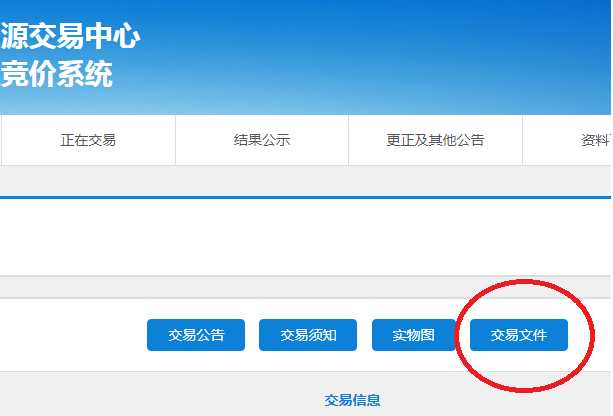 源交易中心
竞价系统
正在交易 结果公示 更正及其他公告 资料
交易公告 交易须知 实物图 交易文件
交易信息